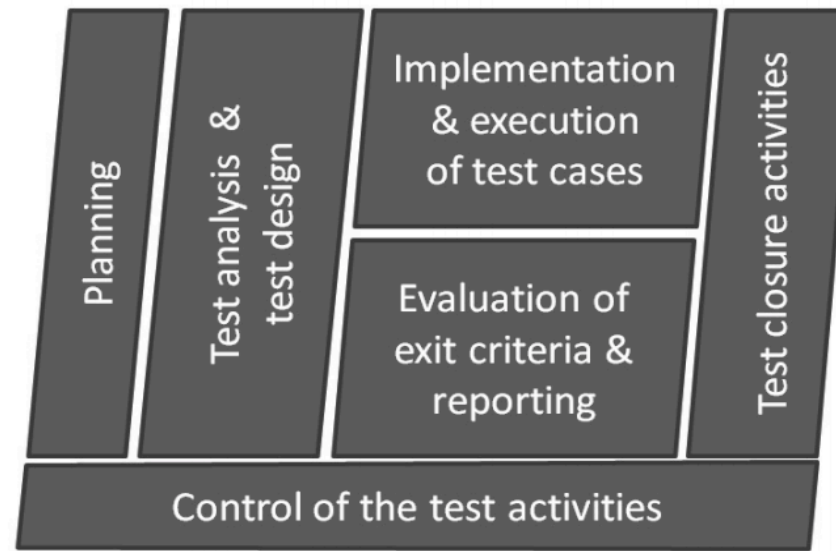 Planning
Test analysis &
test design
Implementation
& execution
of test cases
Evaluation of
exit criteria &
reporting
Test closure activities
Control of the test activities